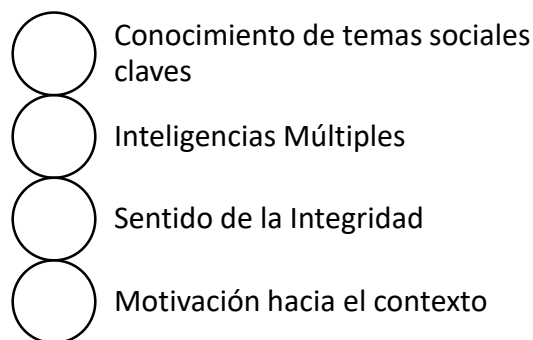 Conocimiento de temas sociales
claves
Inteligencias Múltiples
Sentido de la Integridad
Motivación hacia el contexto